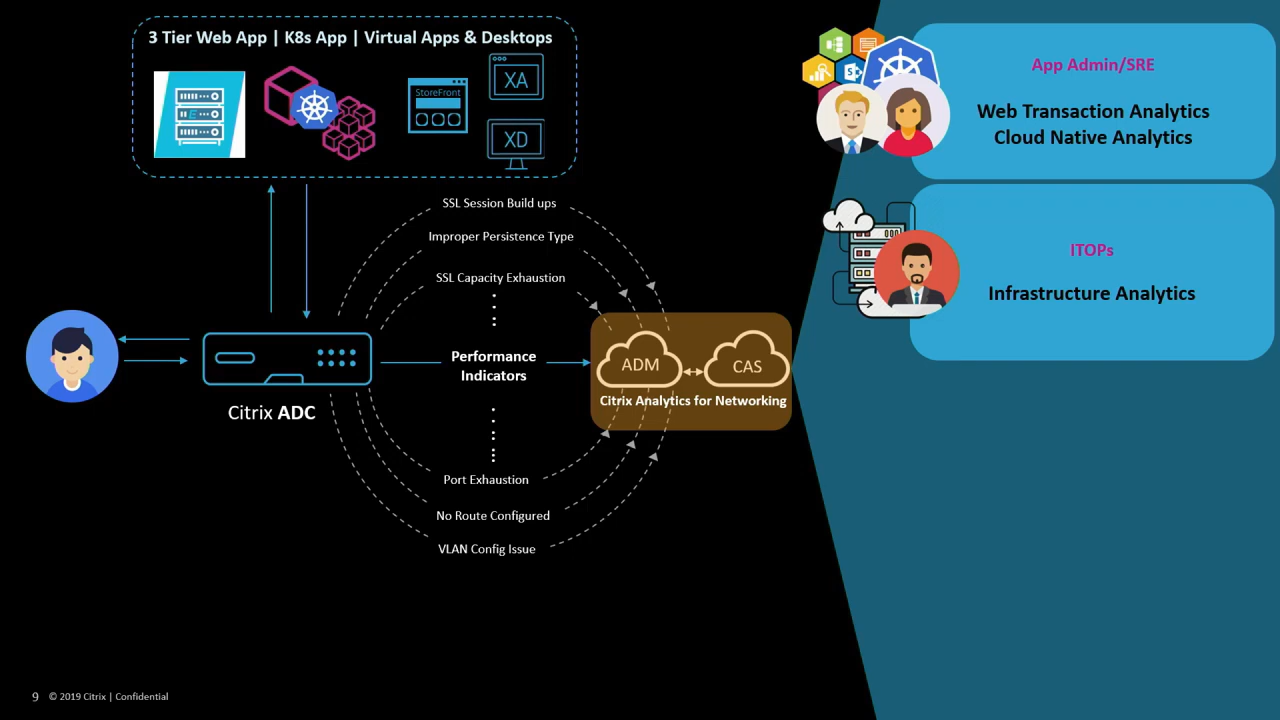 3 Tier Web App | K8s App | Virtual Apps & Desktops
StoreFront
XA
XD
SSL Session Build ups
Improper Persistence Type
SSL Capacity Exhaustion
Performance
Indicators
Citrix ADC
ADM
CAS
Citrix Analytics for Networking
Port Exhaustion
No Route Configured
VLAN Config Issue
App Admin/SRE
Web Transaction Analytics
Cloud Native Analytics
ITOPs
Infrastructure Analytics
9 © 2019 Citrix | Confidential